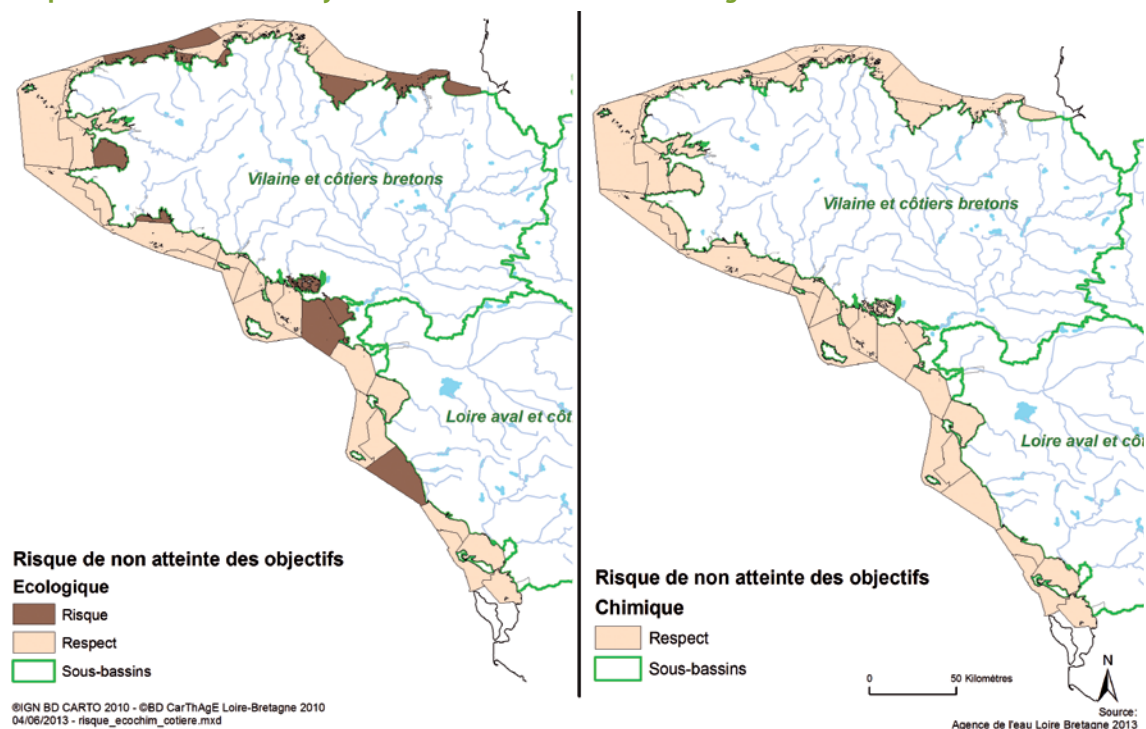 Vilaine et côtiers bretons
Loire aval et côt
Risque de non atteinte des objectifs
Ecologique
Risque
Respect
Sous-bassins
®IGN BD CARTO 2010 - ©BD CarThAgE Loire-Bretagne 2010
04/06/2013 - risque_ecochim_cotiere.mxd
Vilaine et côtiers bretons
Loire aval et côt
Risque de non atteinte des objectifs
Chimique
Respect
Sous-bassins
0 50 Kilomètres
N
Source:
Agence de l'eau Loire Bretagne 2013